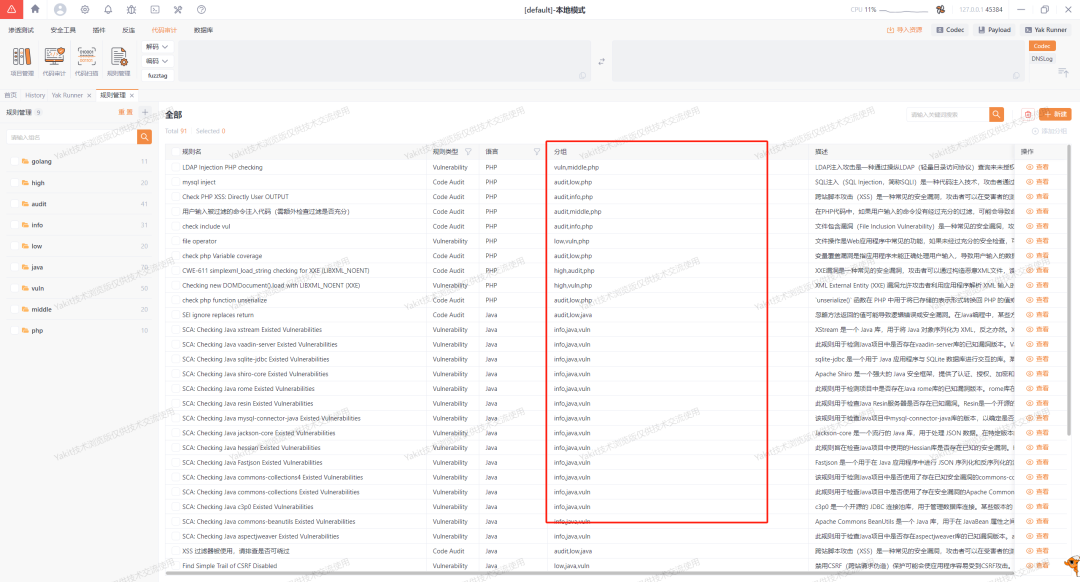 [default]-本地模式
CPU 11%
127.0.0.1:45384
渗透测试 安全工具 插件 反连 代码审计 数据库
导入资源 Codec Payload Yak Runner
项目管理 代码审计 代码扫描 规则管理
解码
编码
fuzztag
Codec
DNSLog
首页 History Yak Runner × 规则管理 ×
规则管理 9 重置 +
golang 11
high 20
audit 41
info 31
low 20
java
vuln 50
middle 20
php 10
全部
Total 91 Selected 0
请输入关键词搜索
新建
添加分组
规则名 规则类型 语言 分组 描述 操作
LDAP Injection PHP checking Vulnerability PHP vuln,middle,php LDAP注入攻击是一种通过操纵LDAP（轻量目录访问协议）查询来未授权 查看
mysql inject Code Audit PHP audit,low,php SQL注入（SQL Injection，简称SQLI）是一种代码注入技术，攻击者通过 查看
Check PHP XSS: Directly User OUTPUT Code Audit PHP audit,info,php 跨站脚本攻击（XSS）是一种常见的安全漏洞，攻击者可以在受害者的 查看
用户输入被过滤的命令注入代码（需额外检查过滤是否充分） Code Audit PHP audit,middle,php 在PHP代码中，如果用户输入的命令没有经过充分的过滤，可能会导致命 查看
check include vul Code Audit PHP audit,info,php 文件包含漏洞（File Inclusion Vulnerability）是一种常见的安全漏洞， 查看
file operator Vulnerability PHP low,vuln,php 文件操作是Web应用程序中常见的功能，如果未经过充分的安全检查， 查看
check php Variable coverage Code Audit PHP audit,low,php 变量覆盖漏洞是指应用程序未能正确处理用户输入，导致用户输入的数据 查看
CWE-611 simplexml_load_string checking for XXE (LIBXML_NOENT) Code Audit PHP high,audit,php XXE漏洞是一种常见的安全漏洞，攻击者可以通过构造恶意XML文件， 查看
Checking new DOMDocument().load with LIBXML_NOENT (XXE) Vulnerability PHP high,vuln,php XML External Entity (XXE) 漏洞允许攻击者利用应用程序解析 XML 输入的 查看
check php function unserialize Code Audit PHP audit,low,php `unserialize()` 函数在 PHP 中用于将已存储的表示形式转换回 PHP 的值 查看
SEI ignore replaces return Code Audit Java audit,low,java 忽略方法返回的值可能会导致逻辑错误或安全漏洞。在Java编程中，某些方 查看
SCA: Checking Java xstream Existed Vulnerabilities Vulnerability Java info,java,vuln XStream 是一个 Java 库，用于将 Java 对象序列化为 XML，反之亦然。 查看
SCA: Checking Java vaadin-server Existed Vulnerabilities Vulnerability Java info,java,vuln 此规则用于检测Java项目中是否存在vaadin-server库的已知漏洞版本。 查看
SCA: Checking Java sqlite-jdbc Existed Vulnerabilities Vulnerability Java info,java,vuln sqlite-jdbc 是一个用于 Java 应用程序与 SQLite 数据库进行交互的库。 查看
SCA: Checking Java shiro-core Existed Vulnerabilities Vulnerability Java info,java,vuln Apache Shiro 是一个强大的 Java 安全框架，提供了认证、授权、加密和 查看
SCA: Checking Java rome Existed Vulnerabilities Vulnerability Java info,java,vuln 此规则用于检测项目中是否存在Java rome库的已知漏洞版本。rome库在 查看
SCA: Checking Java resin Existed Vulnerabilities Vulnerability Java info,java,vuln 此规则用于检测Java Resin服务器是否存在已知漏洞。Resin是一个开源的 查看
SCA: Checking Java mysql-connector-java Existed Vulnerabilities Vulnerability Java info,java,vuln 该规则用于检测Java项目中mysql-connector-java库的版本，以确定是否 查看
SCA: Checking Java jackson-core Existed Vulnerabilities Vulnerability Java info,java,vuln Jackson-core 是一个流行的 Java 库，用于处理 JSON 数据。在特定版本 查看
SCA: Checking Java hessian Existed Vulnerabilities Vulnerability Java info,java,vuln 此规则旨在检测Java项目中使用的Hessian库是否存在已知的安全漏洞。 查看
SCA: Checking Java Fastjson Existed Vulnerabilities Vulnerability Java info,java,vuln Fastjson 是一个用于在 Java 应用程序中进行 JSON 序列化和反序列化的 查看
SCA: Checking Java commons-collections4 Existed Vulnerabilities Vulnerability Java info,java,vuln 该规则用于检查Java项目中是否使用了存在已知安全漏洞的commons-co 查看
SCA: Checking Java commons-collections Existed Vulnerabilities Vulnerability Java info,java,vuln 此规则用于检查Java项目中是否使用了存在安全漏洞的Apache Common 查看
SCA: Checking Java c3p0 Existed Vulnerabilities Vulnerability Java info,java,vuln c3p0 是一个开源的 JDBC 连接池库，用于管理数据库连接。某些版本的 查看
SCA: Checking Java commons-beanutils Existed Vulnerabilities Vulnerability Java info,java,vuln Apache Commons BeanUtils 是一个 Java 库，用于在 JavaBean 属性之间 查看
SCA: Checking Java aspectjweaver Existed Vulnerabilities Vulnerability Java info,java,vuln 此规则用于检测Java项目中是否存在aspectjweaver库的已知漏洞版本。 查看
XSS 过滤器被使用，请排查是否可绕过 Code Audit Java audit,low,java 跨站脚本攻击（XSS）是一种常见的安全漏洞，攻击者可以在受害者的 查看
Find Simple Trail of CSRF Disabled Vulnerability Java low,java,vuln 禁用CSRF（跨站请求伪造）保护可能会使应用程序容易受到CSRF攻击。 查看
Yakit技术浏览版仅供技术交流使用